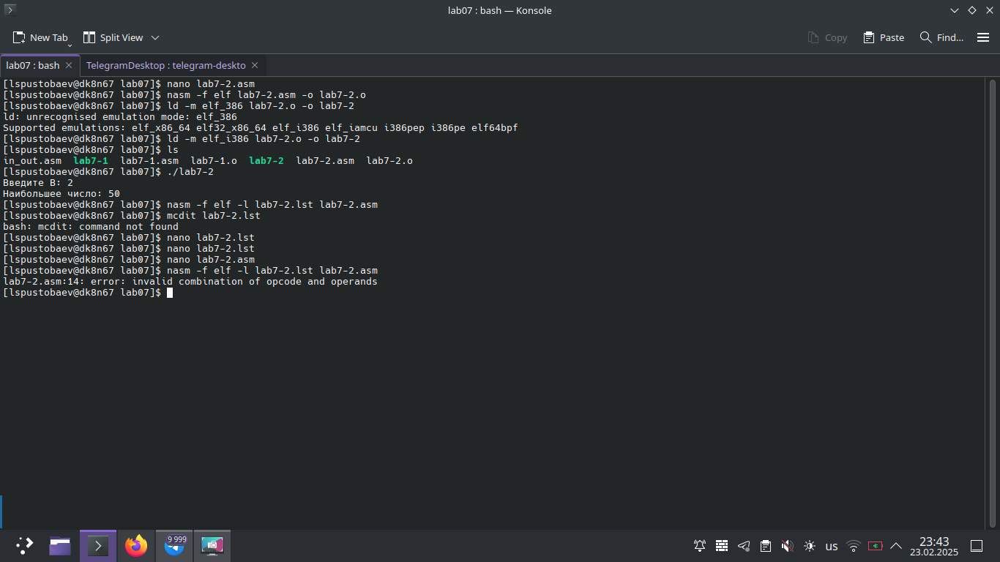 lab07 : bash — Konsole
New Tab
Split View
Copy
Paste
Find...
lab07 : bash
TelegramDesktop : telegram-deskto
[lspustobaev@dk8n67 lab07]$ nano lab7-2.asm
[lspustobaev@dk8n67 lab07]$ nasm -f elf lab7-2.asm -o lab7-2.o
[lspustobaev@dk8n67 lab07]$ ld -m elf_386 lab7-2.o -o lab7-2
ld: unrecognised emulation mode: elf_386
Supported emulations: elf_x86_64 elf32_x86_64 elf_i386 elf_iamcu i386pep i386pe elf64bpf
[lspustobaev@dk8n67 lab07]$ ld -m elf_i386 lab7-2.o -o lab7-2
[lspustobaev@dk8n67 lab07]$ ls
in_out.asm  lab7-1  lab7-1.asm  lab7-1.o  lab7-2  lab7-2.asm  lab7-2.o
[lspustobaev@dk8n67 lab07]$ ./lab7-2
Введите B: 2
Наибольшее число: 50
[lspustobaev@dk8n67 lab07]$ nasm -f elf -l lab7-2.lst lab7-2.asm
[lspustobaev@dk8n67 lab07]$ mcdit lab7-2.lst
bash: mcdit: command not found
[lspustobaev@dk8n67 lab07]$ nano lab7-2.lst
[lspustobaev@dk8n67 lab07]$ nano lab7-2.lst
[lspustobaev@dk8n67 lab07]$ nano lab7-2.asm
[lspustobaev@dk8n67 lab07]$ nasm -f elf -l lab7-2.lst lab7-2.asm
lab7-2.asm:14: error: invalid combination of opcode and operands
[lspustobaev@dk8n67 lab07]$
9 999
us
23:43
23.02.2025